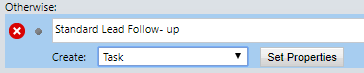 Otherwise:
Standard Lead Follow- up
Create: Task Set Properties